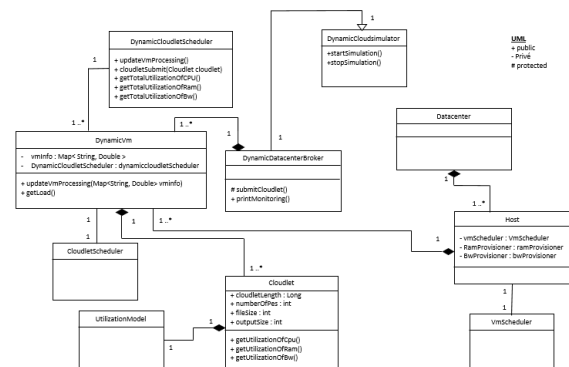 DynamicCloudletScheduler
+ updateVmProcessing()
+ cloudletSubmit(Cloudlet cloudlet)
+ getTotalUtilizationOfCPU()
+ getTotalUtilizationOfRam()
+ getTotalUtilizationOfBw()
1
1 ..*
1 ..*
1
DynamicCloudsimulator
+startSimulation()
+stopSimulation()
1
1
UML
+ public
- Privé
# protected
DynamicVm
- vmInfo : Map< String, Double >
- DynamicCloudletScheduler : dynamiccloudletScheduler
+ updateVmProcessing(Map<String, Double> vminfo)
+ getLoad()
DynamicDatacenterBroker
# submitCloudlet()
+ printMonitoring()
Datacenter
1
1 ..*
Host
- vmScheduler : VmScheduler
- RamProvisioner : ramProvisioner
- BwProvisioner : bwProvisioner
1
1
1
1 ..*
1
1
CloudletScheduler
1 ..*
Cloudlet
+ cloudletLength : Long
+ numberOfPes : int
+ fileSize : int
+ outputSize : int
+ getUtilizationOfCpu()
+ getUtilizationOfRam()
+ getUtilizationOfBw()
UtilizationModel
1
1
1
VmScheduler